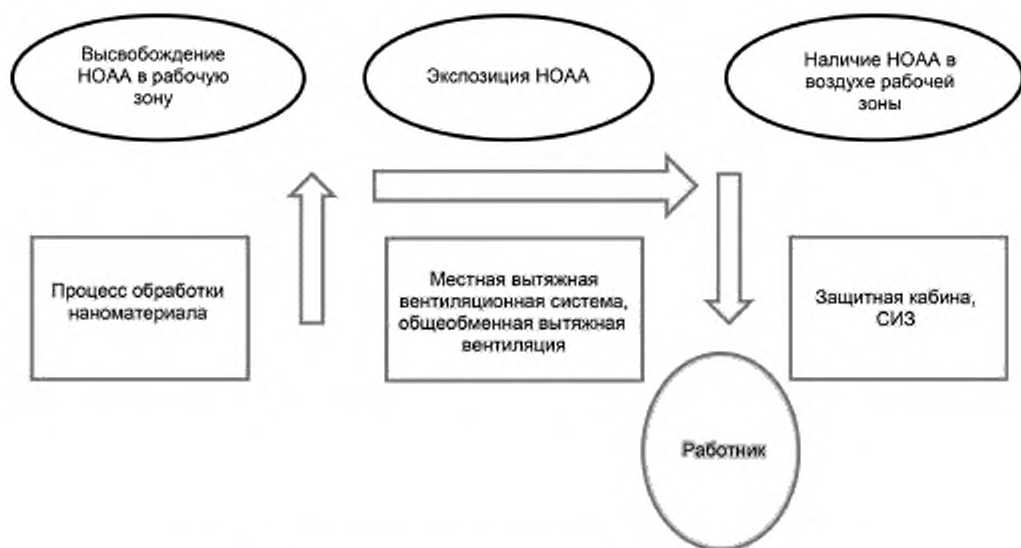 Высвобождение
НОАА в рабочую
зону
Экспозиция НОАА
Наличие НОАА в
воздухе рабочей
зоны
Процесс обработки
наноматериала
Местная вытяжная
вентиляционная система,
общеобменная вытяжная
вентиляция
Защитная кабина,
СИЗ
Работник